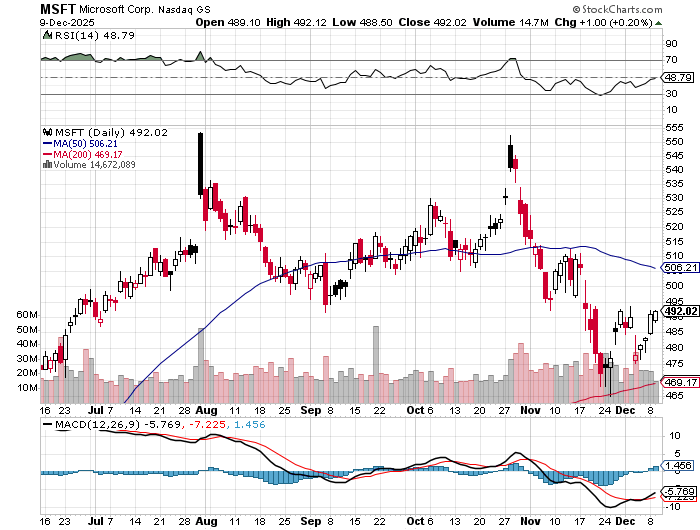 MSFT Microsoft Corp. Nasdaq GS
© StockCharts.com
9-Dec-2025 Open 489.10 High 492.12 Low 488.50 Close 492.02 Volume 14.7M Chg +1.00 (+0.20%)
RSI(14) 48.79
90
70
48.79
30
10
MSFT (Daily) 492.02
MA(50) 506.21
MA(200) 469.17
Volume 14,672,089
555
550
545
540
535
530
525
520
515
510
506.21
500
495
492.02
485
480
475
469.17
465
60M
50M
40M
30M
20M
10M
16 23 Jul 7 14 21 28 Aug 11 18 25 Sep 8 15 22 Oct 6 13 20 27 Nov 10 17 24 Dec 8
MACD(12,26,9) -5.769, -7.225, 1.456
10
5
1.456
-5.769
-7.225
-10
16 23 Jul 7 14 21 28 Aug 11 18 25 Sep 8 15 22 Oct 6 13 20 27 Nov 10 17 24 Dec 8